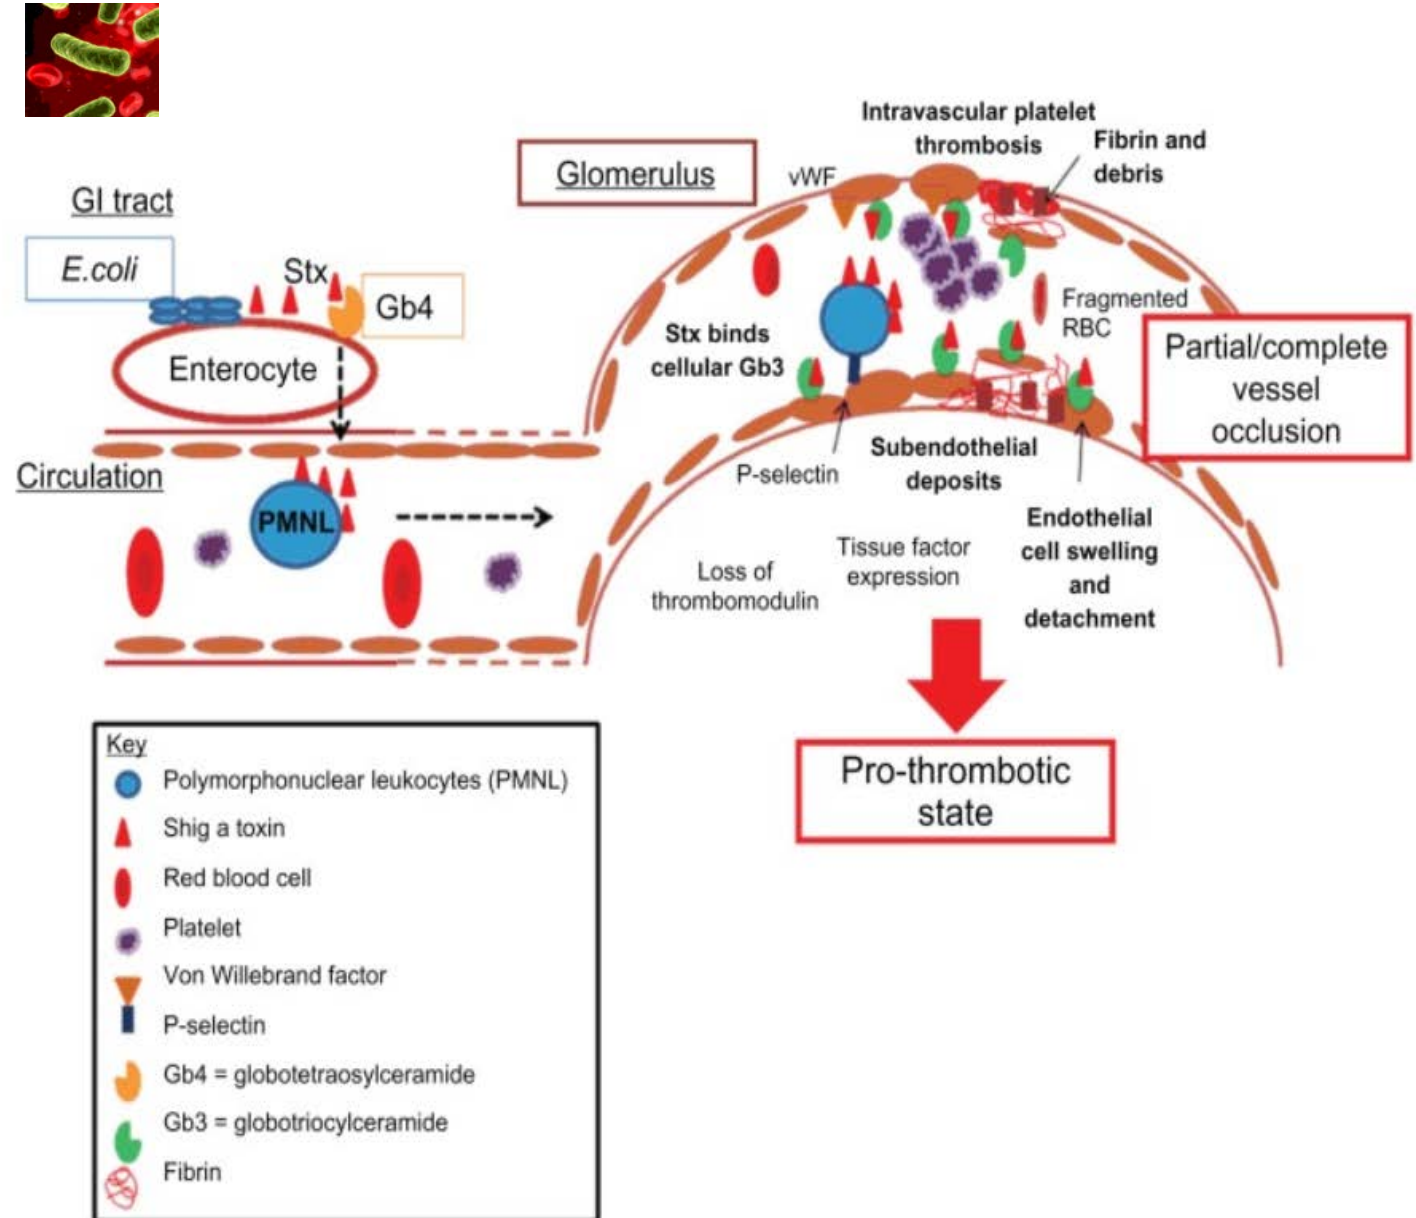 GI tract
E.coli
Stx
Gb4
Enterocyte
Circulation
PMNL
Glomerulus
vWF
Intravascular platelet
thrombosis
Fibrin and
debris
Stx binds
cellular Gb3
Fragmented
RBC
Partial/complete
vessel
occlusion
P-selectin
Subendothelial
deposits
Endothelial
cell swelling
and
detachment
Loss of
thrombomodulin
Tissue factor
expression
Pro-thrombotic
state
Key
Polymorphonuclear leukocytes (PMNL)
Shig a toxin
Red blood cell
Platelet
Von Willebrand factor
P-selectin
Gb4 = globotetraosylceramide
Gb3 = globotriocylceramide
Fibrin